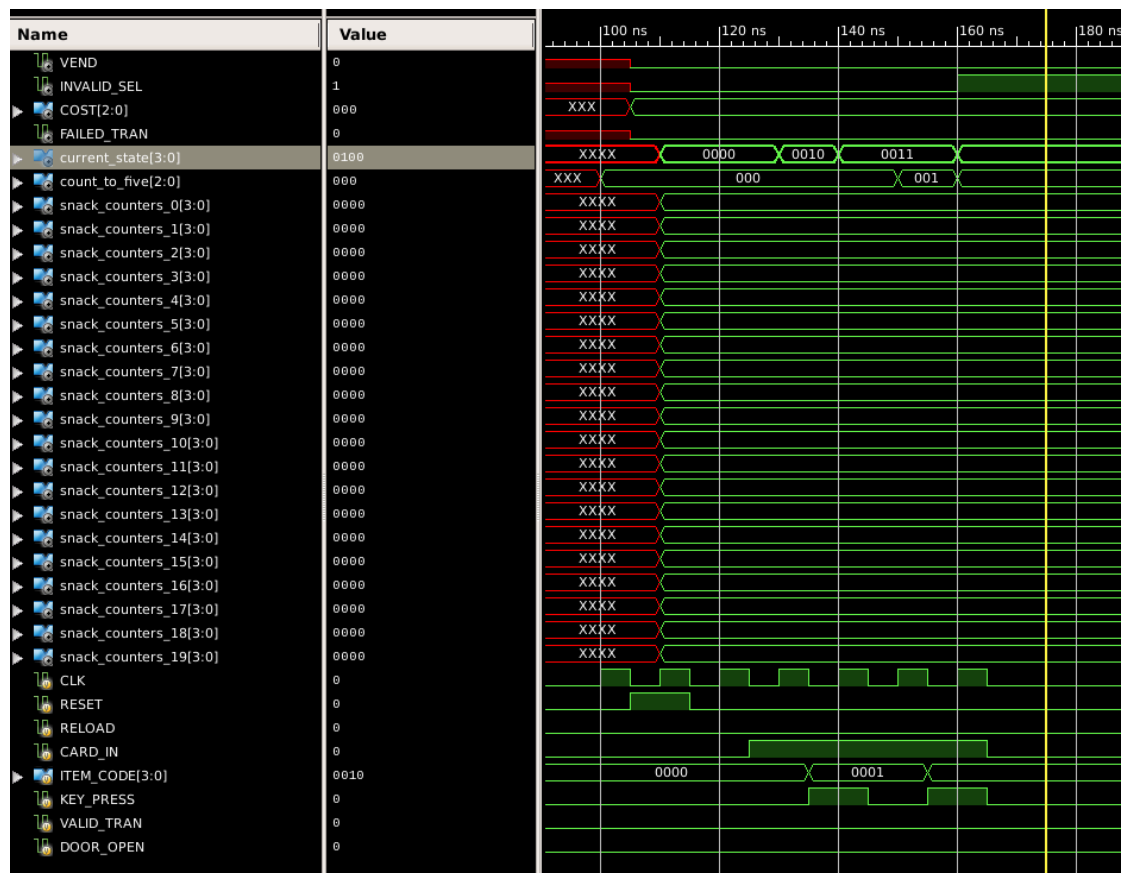 Name Value 100 ns 120 ns 140 ns 160 ns 180 ns
VEND 0
INVALID_SEL 1
COST[2:0] 000 XXX
FAILED_TRAN 0
current_state[3:0] 0100 XXXX 0000 0010 0011
count_to_five[2:0] 000 XXX 000 001
snack_counters_0[3:0] 0000 XXXX
snack_counters_1[3:0] 0000 XXXX
snack_counters_2[3:0] 0000 XXXX
snack_counters_3[3:0] 0000 XXXX
snack_counters_4[3:0] 0000 XXXX
snack_counters_5[3:0] 0000 XXXX
snack_counters_6[3:0] 0000 XXXX
snack_counters_7[3:0] 0000 XXXX
snack_counters_8[3:0] 0000 XXXX
snack_counters_9[3:0] 0000 XXXX
snack_counters_10[3:0] 0000 XXXX
snack_counters_11[3:0] 0000 XXXX
snack_counters_12[3:0] 0000 XXXX
snack_counters_13[3:0] 0000 XXXX
snack_counters_14[3:0] 0000 XXXX
snack_counters_15[3:0] 0000 XXXX
snack_counters_16[3:0] 0000 XXXX
snack_counters_17[3:0] 0000 XXXX
snack_counters_18[3:0] 0000 XXXX
snack_counters_19[3:0] 0000 XXXX
CLK 0
RESET 0
RELOAD 0
CARD_IN 0
ITEM_CODE[3:0] 0010 0000 0001
KEY_PRESS 0
VALID_TRAN 0
DOOR_OPEN 0